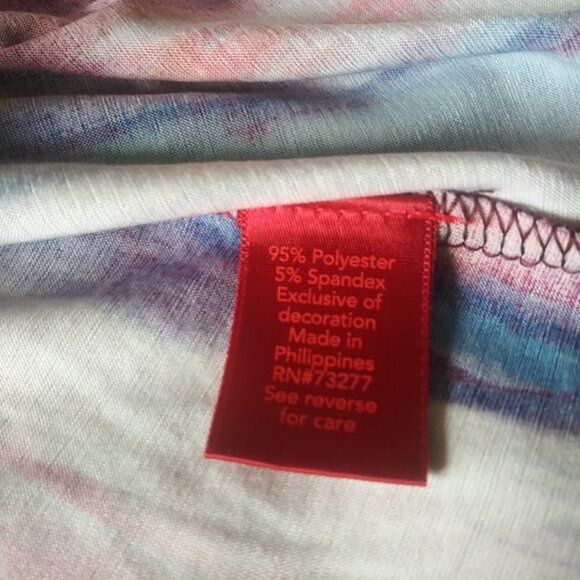 95% Polyester
5% Spandex
Exclusive of
decoration
Made in
Philippines
RN#73277
See reverse
for care